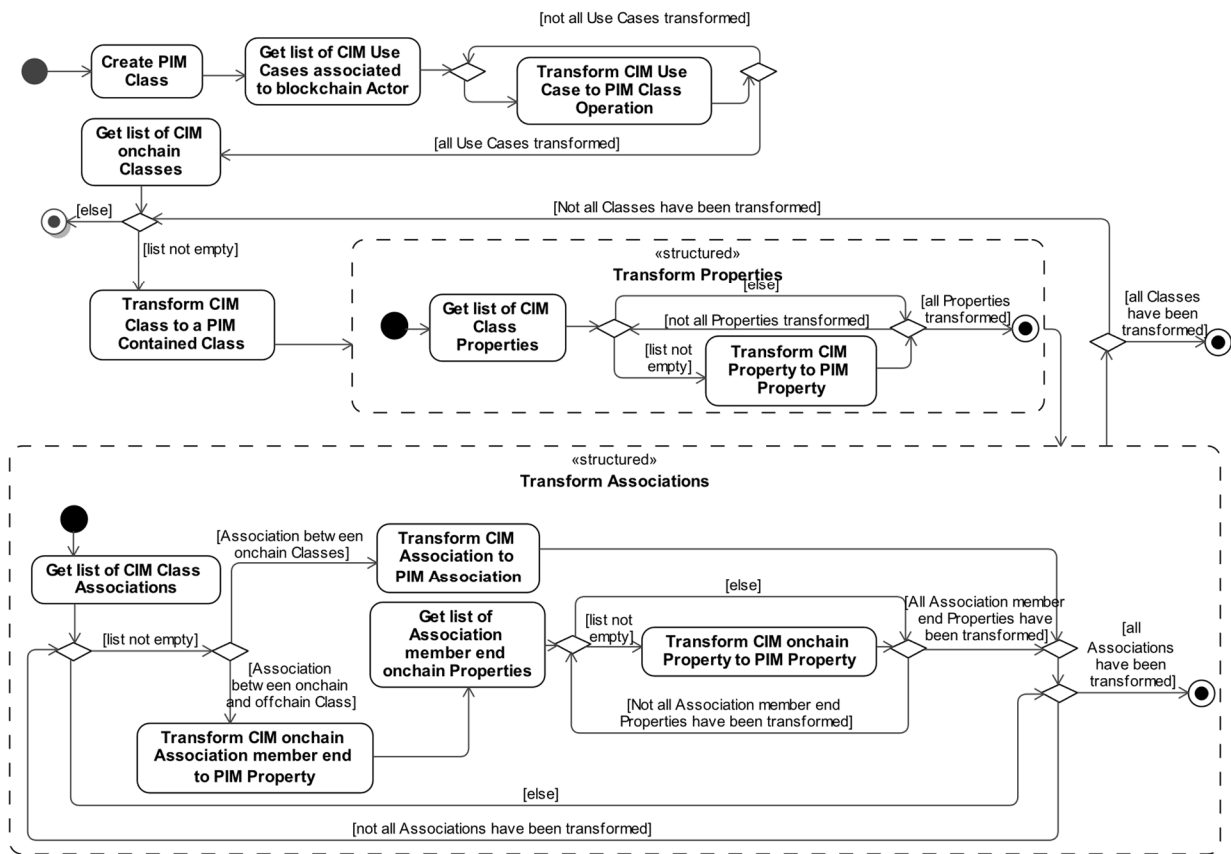 [not all Use Cases transformed]
Create PIM
Class
Get list of CIM Use
Cases associated
to blockchain Actor
Transform CIM Use
Case to PIM Class
Operation
Get list of CIM
onchain
Classes
[all Use Cases transformed]
[else]
[Not all Classes have been transformed]
[list not empty]
«structured»
Transform Properties
[else]
Transform CIM
Class to a PIM
Contained Class
Get list of CIM
Class
Properties
[not all Properties transformed]
[all Properties
transformed]
[list not
empty]
Transform CIM
Property to PIM
Property
[all Classes
have been
transformed]
«structured»
Transform Associations
Get list of CIM Class
Associations
[Association between
onchain Classes]
Transform CIM
Association to
PIM Association
[list not empty]
[Association
between onchain
and offchain Class]
Get list of
Association
member end
onchain Properties
[else]
[list not
empty]
Transform CIM onchain
Property to PIM Property
[All Association member
end Properties have
been transformed]
[all
Associations
have been
transformed]
[Not all Association member end
Properties have been transformed]
Transform CIM onchain
Association member end
to PIM Property
[else]
[not all Associations have been transformed]